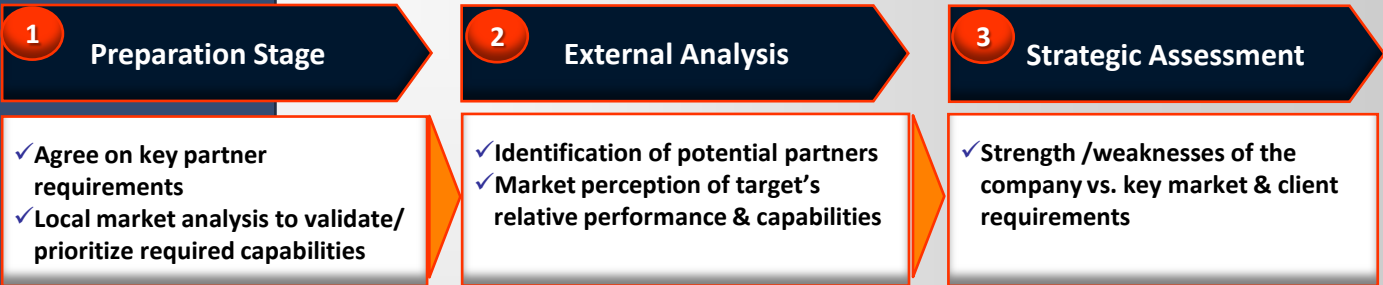 1
Preparation Stage
✓Agree on key partner
requirements
✓Local market analysis to validate/
prioritize required capabilities
2
External Analysis
✓Identification of potential partners
✓Market perception of target’s
relative performance & capabilities
3
Strategic Assessment
✓Strength /weaknesses of the
company vs. key market & client
requirements